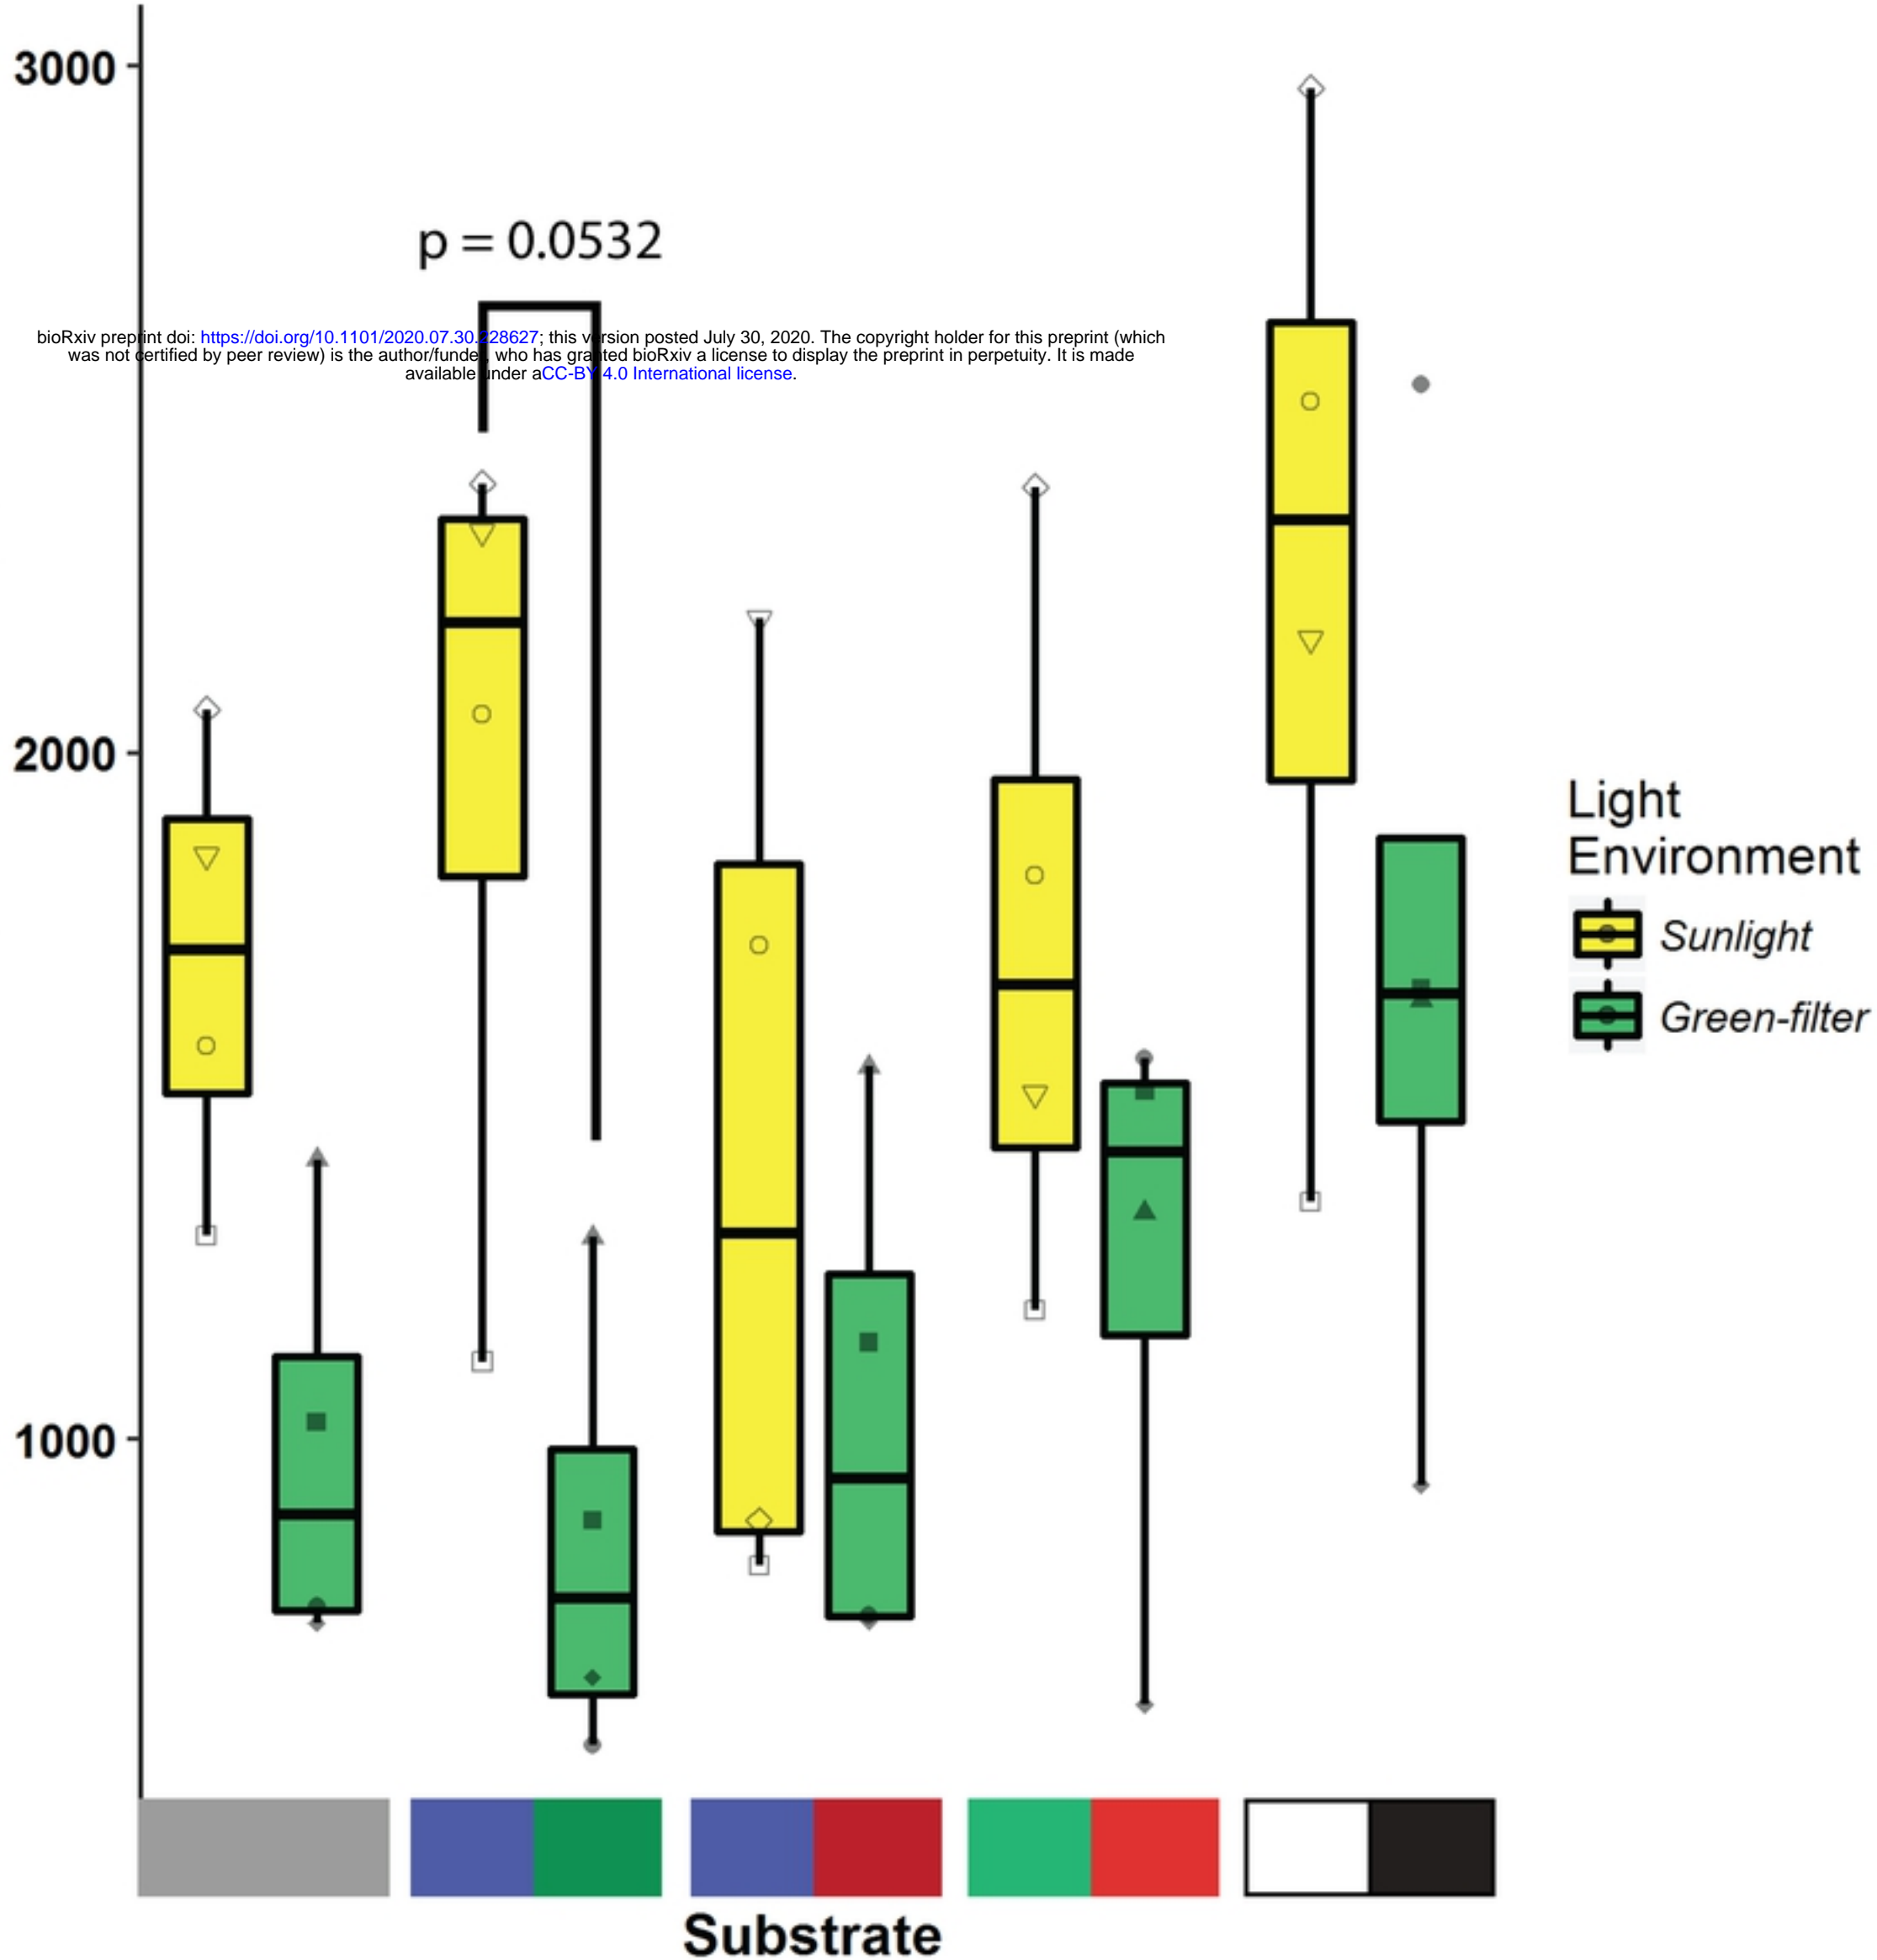 3000
p = 0.0532
bioRxiv preprint doi: https://doi.org/10.1101/2020.07.30.228627; this version posted July 30, 2020. The copyright holder for this preprint (which
was not certified by peer review) is the author/funder, who has granted bioRxiv a license to display the preprint in perpetuity. It is made
available under aCC-BY 4.0 International license.
2000
Light
Environment
Sunlight
Green-filter
1000
Substrate